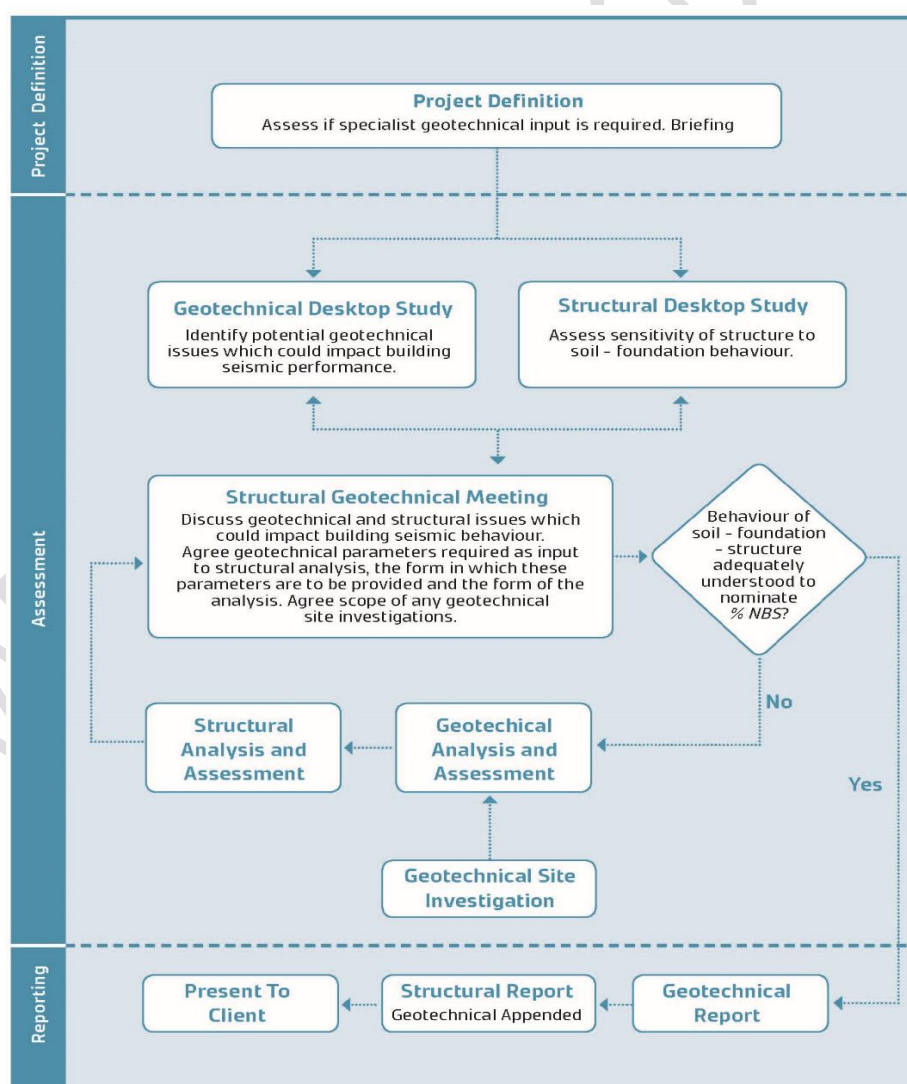 Project Definition
Project Definition
Assess if specialist geotechnical input is required. Briefing
Assessment
Geotechnical Desktop Study
Identify potential geotechnical
issues which could impact building
seismic performance.
Structural Desktop Study
Assess sensitivity of structure to
soil - foundation behaviour.
Structural Geotechnical Meeting
Discuss geotechnical and structural issues which
could impact building seismic behaviour.
Agree geotechnical parameters required as input
to structural analysis, the form in which these
parameters are to be provided and the form of the
analysis. Agree scope of any geotechnical
site investigations.
Behaviour of
soil - foundation
- structure
adequately
understood to
nominate
% NBS?
No
Yes
Structural
Analysis and
Assessment
Geotechical
Analysis and
Assessment
Geotechnical Site
Investigation
Reporting
Present To
Client
Structural Report
Geotechnical Appended
Geotechnical
Report